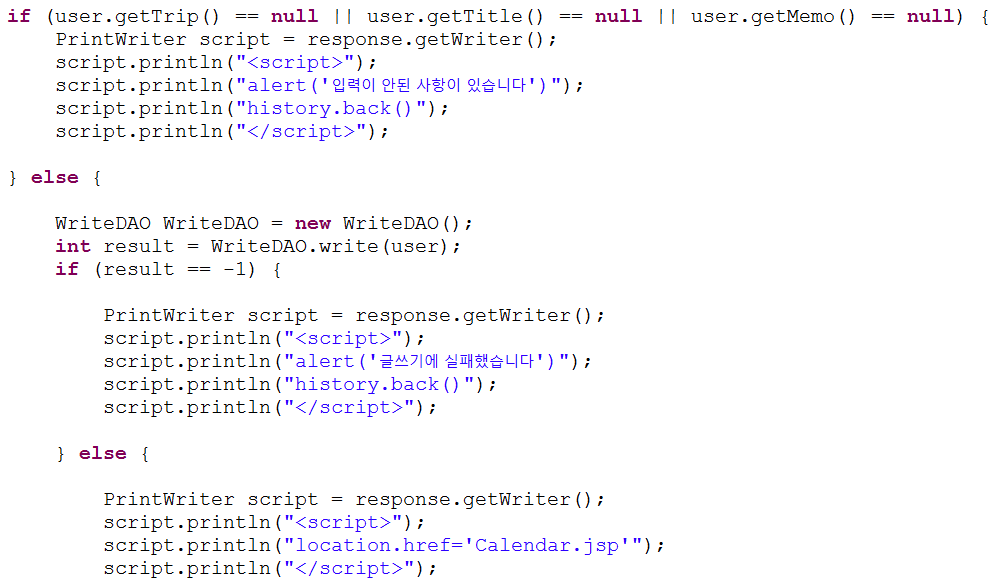 if (user.getTrip() == null || user.getTitle() == null || user.getMemo() == null) {
    PrintWriter script = response.getWriter();
    script.println("<script>");
    script.println("alert('입력이 안된 사항이 있습니다')");
    script.println("history.back()");
    script.println("</script>");
} else {
    WriteDAO WriteDAO = new WriteDAO();
    int result = WriteDAO.write(user);
    if (result == -1) {
        PrintWriter script = response.getWriter();
        script.println("<script>");
        script.println("alert('글쓰기에 실패했습니다')");
        script.println("history.back()");
        script.println("</script>");
    } else {
        PrintWriter script = response.getWriter();
        script.println("<script>");
        script.println("location.href='Calendar.jsp'");
        script.println("</script>");